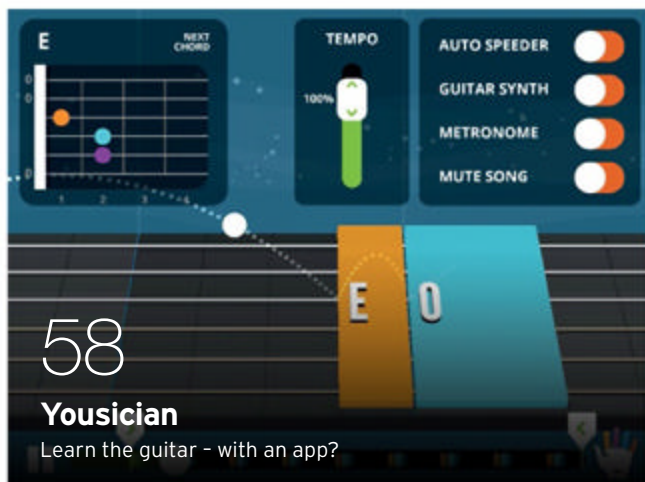 E
NEXT
CHORD
0
0
0
1 2 3 4
TEMPO
100%
AUTO SPEEDER
GUITAR SYNTH
METRONOME
MUTE SONG
E 0
58
Yousician
Learn the guitar – with an app?